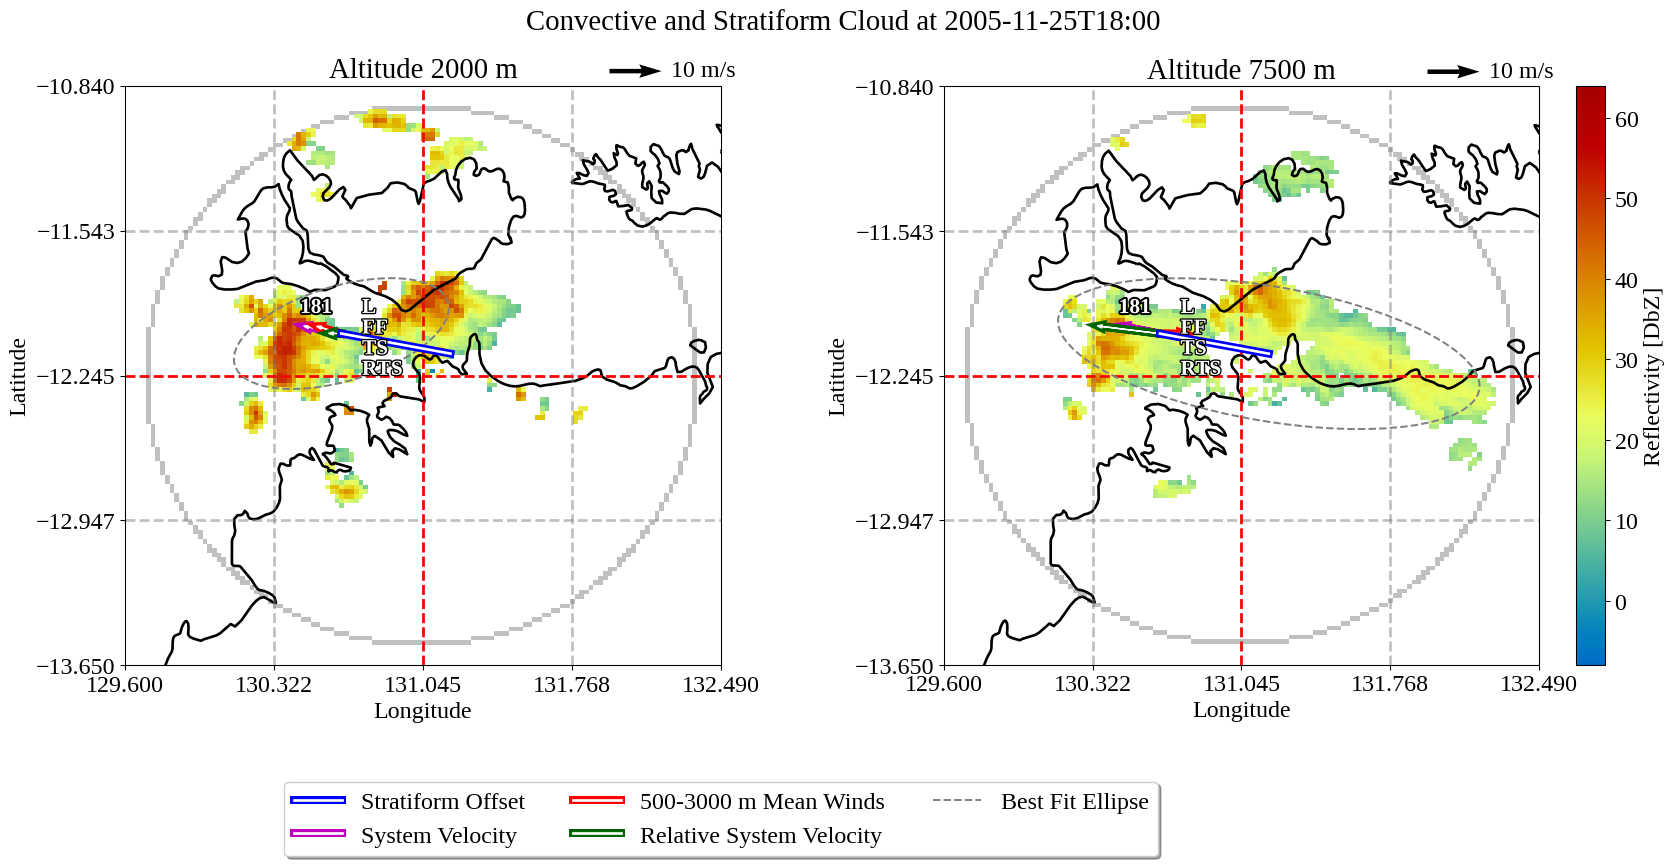 Convective and Stratiform Cloud at 2005-11-25T18:00
Altitude 2000 m
10 m/s
Altitude 7500 m
10 m/s
−10.840
−11.543
−12.245
−12.947
−13.650
Latitude
181
L
FF
TS
RTS
129.600
130.322
131.045
131.768
132.490
Longitude
−10.840
−11.543
−12.245
−12.947
−13.650
Latitude
181
L
FF
TS
RTS
129.600
130.322
131.045
131.768
132.490
Longitude
60
50
40
30
20
10
0
Reflectivity [DbZ]
Stratiform Offset
500-3000 m Mean Winds
Best Fit Ellipse
System Velocity
Relative System Velocity